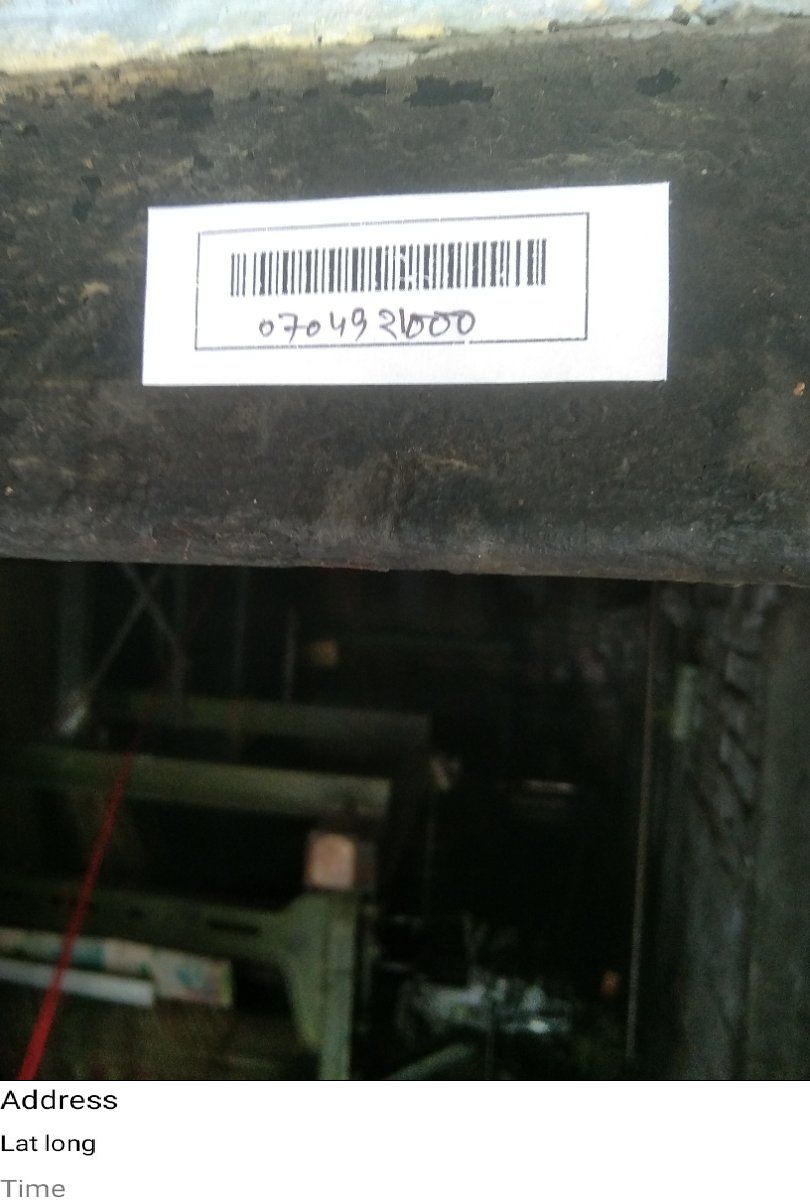 0704921000
Address
Lat long
Time